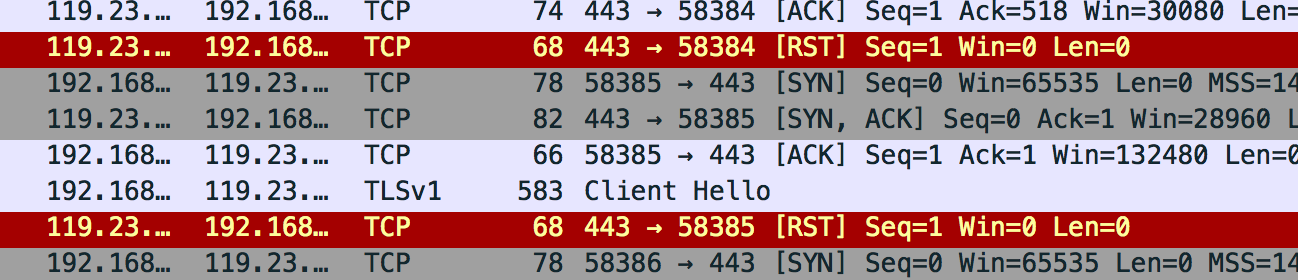 119.23.… 192.168… TCP 74 443 → 58384 [ACK] Seq=1 Ack=518 Win=30080 Len=
119.23.… 192.168… TCP 68 443 → 58384 [RST] Seq=1 Win=0 Len=0
192.168… 119.23.… TCP 78 58385 → 443 [SYN] Seq=0 Win=65535 Len=0 MSS=14
119.23.… 192.168… TCP 82 443 → 58385 [SYN, ACK] Seq=0 Ack=1 Win=28960 L
192.168… 119.23.… TCP 66 58385 → 443 [ACK] Seq=1 Ack=1 Win=132480 Len=0
192.168… 119.23.… TLSv1 583 Client Hello
119.23.… 192.168… TCP 68 443 → 58385 [RST] Seq=1 Win=0 Len=0
192.168… 119.23.… TCP 78 58386 → 443 [SYN] Seq=0 Win=65535 Len=0 MSS=14